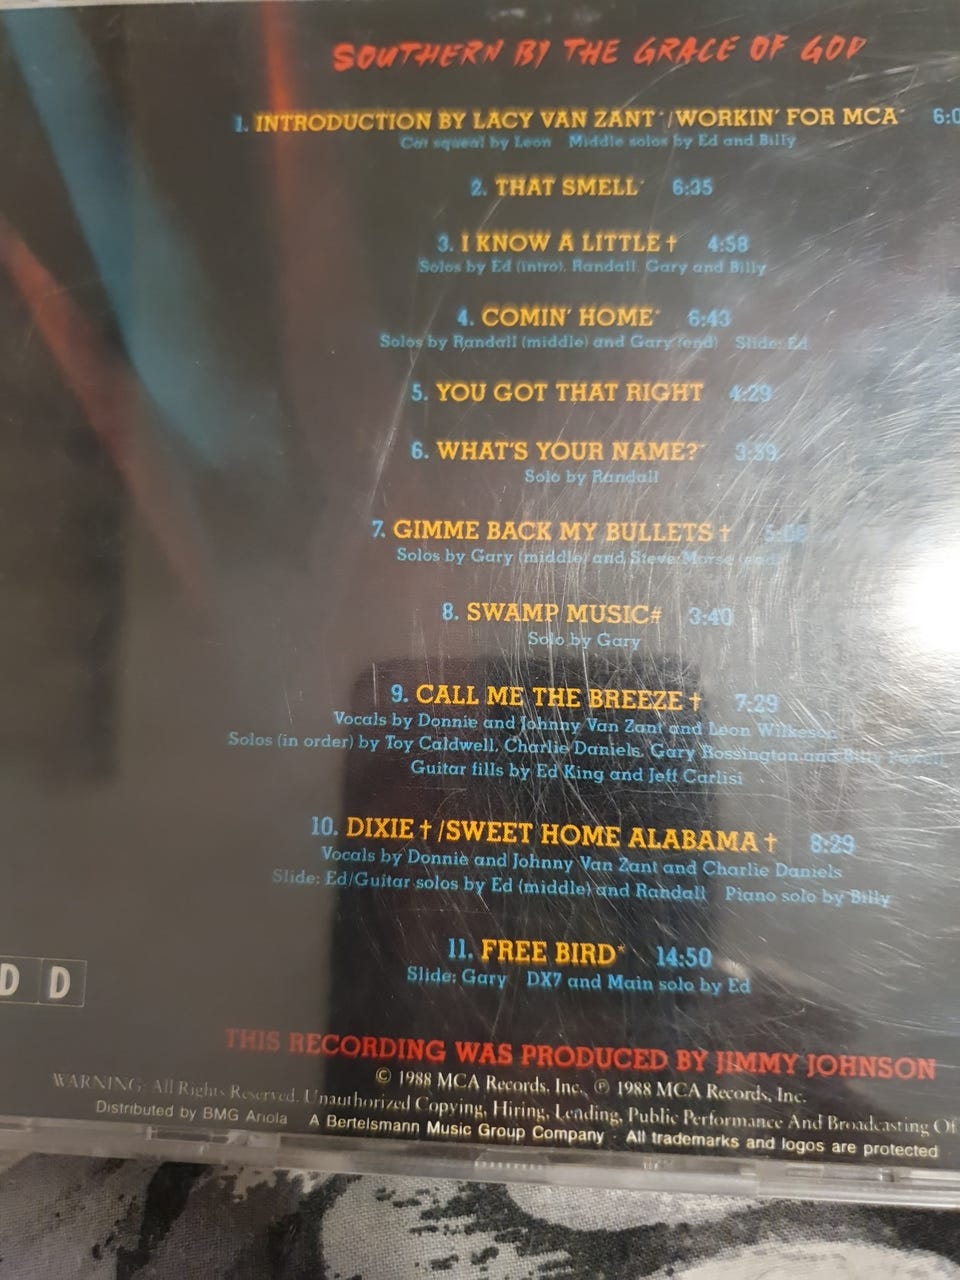 SOUTHERN BY THE GRACE OF GOD
1. INTRODUCTION BY LACY VAN ZANT*/WORKIN' FOR MCA* 6:0
Cat squeal by Leon Middle solos by Ed and Billy
2. THAT SMELL* 6:35
3. I KNOW A LITTLE† 4:58
Solos by Ed (intro), Randall, Gary and Billy
4. COMIN' HOME* 6:43
Solos by Randall (middle) and Gary (end) Slide: Ed
5. YOU GOT THAT RIGHT 4:29
6. WHAT'S YOUR NAME?* 3:39
Solo by Randall
7. GIMME BACK MY BULLETS†
Solos by Gary (middle) and Steve Morse (end)
8. SWAMP MUSIC# 3:40
Solo by Gary
9. CALL ME THE BREEZE† 7:29
Vocals by Donnie and Johnny Van Zant and Leon Wilkeson
Solos (in order) by Toy Caldwell, Charlie Daniels, Gary Rossington and Billy Powell
Guitar fills by Ed King and Jeff Carlisi
10. DIXIE†/SWEET HOME ALABAMA† 8:29
Vocals by Donnie and Johnny Van Zant and Charlie Daniels
Slide: Ed/Guitar solos by Ed (middle) and Randall Piano solo by Billy
11. FREE BIRD* 14:50
Slide: Gary DX7 and Main solo by Ed
D D
THIS RECORDING WAS PRODUCED BY JIMMY JOHNSON
© 1988 MCA Records, Inc. ℗ 1988 MCA Records, Inc.
WARNING: All Rights Reserved. Unauthorized Copying, Hiring, Lending, Public Performance And Broadcasting Of
Distributed by BMG Ariola A Bertelsmann Music Group Company · All trademarks and logos are protected